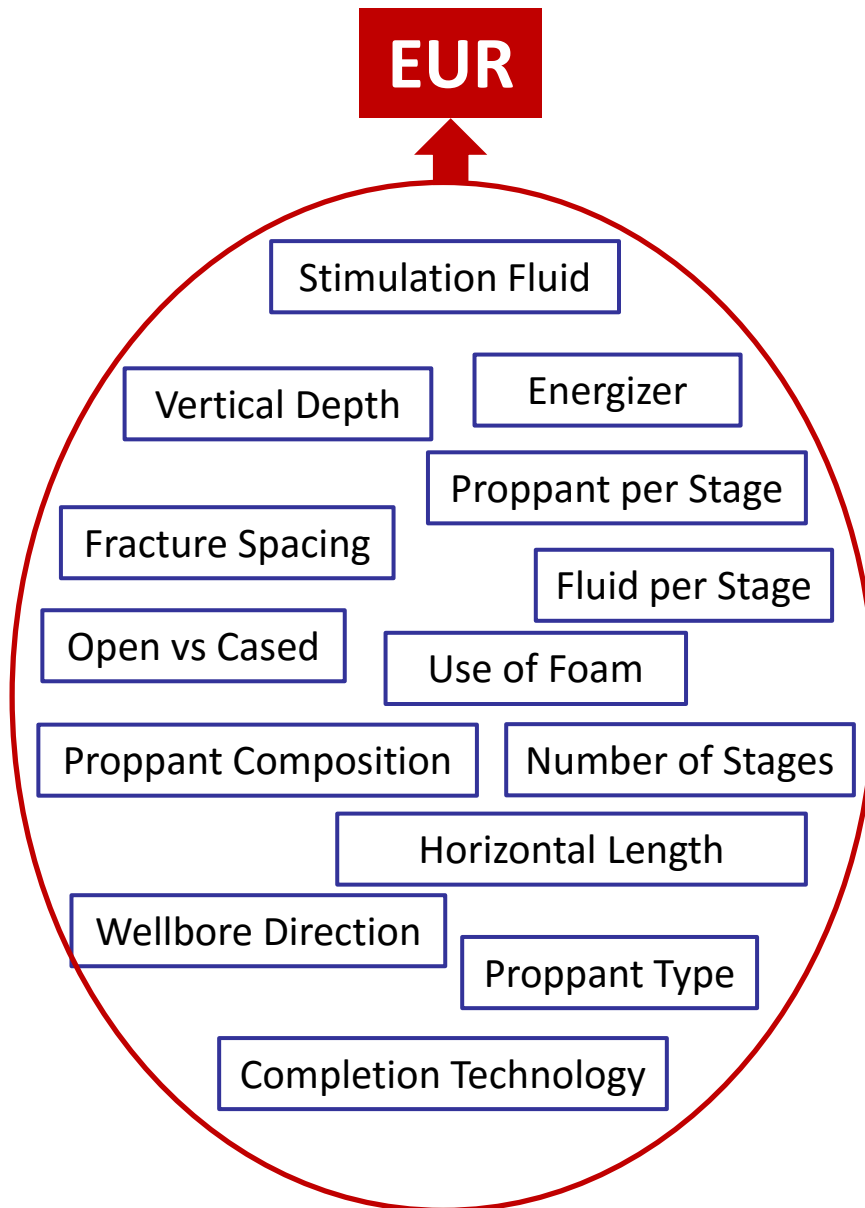 EUR
Stimulation Fluid
Vertical Depth
Energizer
Proppant per Stage
Fracture Spacing
Fluid per Stage
Open vs Cased
Use of Foam
Proppant Composition
Number of Stages
Horizontal Length
Wellbore Direction
Proppant Type
Completion Technology